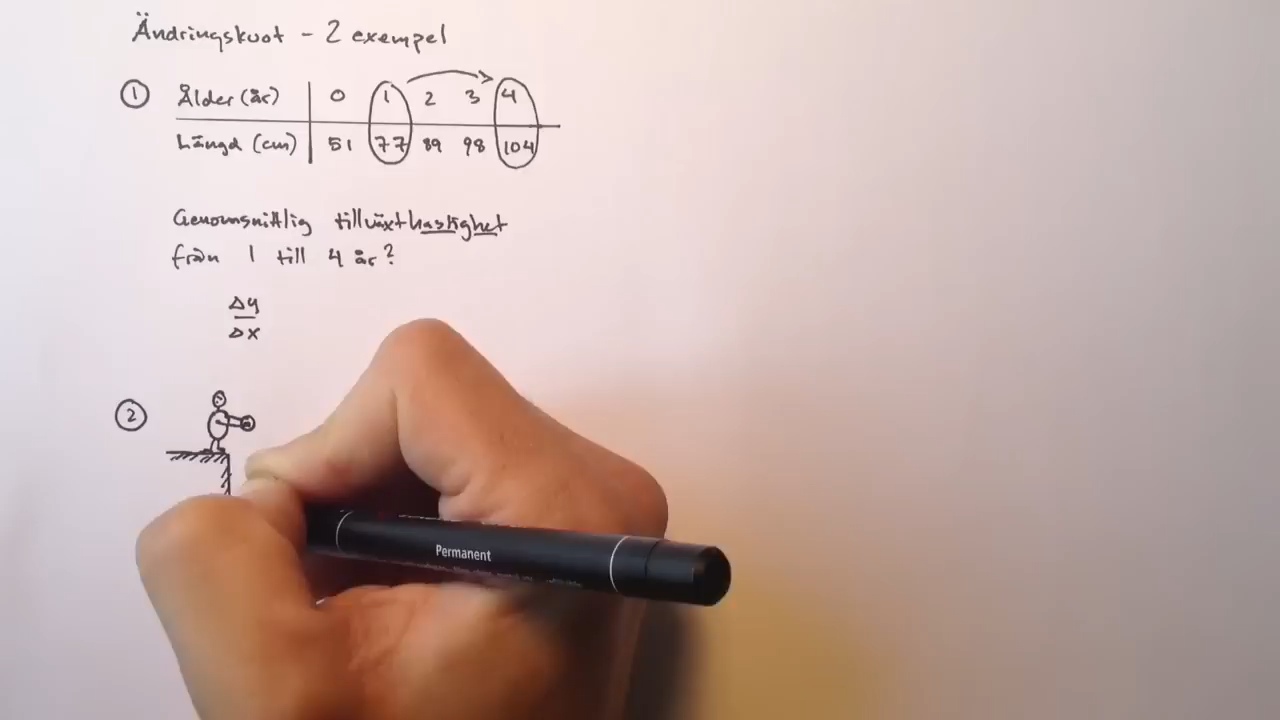 Ändringskvot - 2 exempel
① Ålder (år) 0 1 2 3 4
Längd (cm) 51 77 89 98 104
Genomsnittlig tillväxthastighet
från 1 till 4 år?
Δy
Δx
②
Permanent